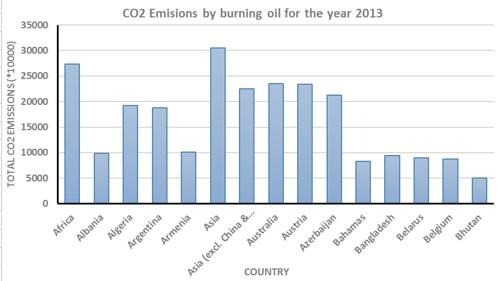 CO2 Emisions by burning oil for the year 2013
TOTAL CO2 EMISSIONS (*10000)
35000
30000
25000
20000
15000
10000
5000
0
Africa
Albania
Algeria
Argentina
Armenia
Asia
Asia (excl. China &...
Australia
Austria
Azerbaijan
Bahamas
Bangladesh
Belarus
Belgium
Bhutan
COUNTRY